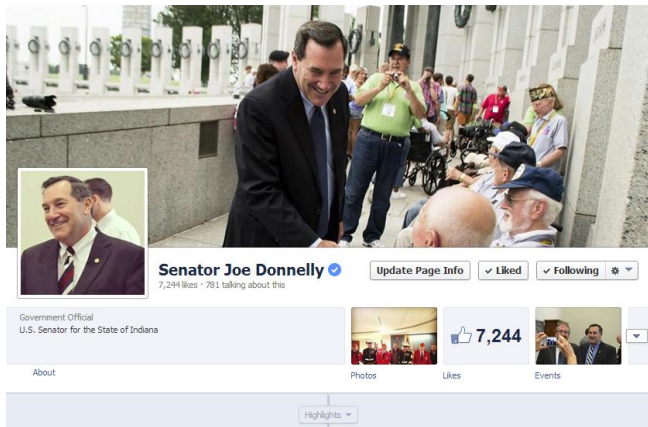 Senator Joe Donnelly
7,244 likes · 781 talking about this
Update Page Info
✓ Liked
✓ Following
Government Official
U.S. Senator for the State of Indiana
7,244
About
Photos
Likes
Events
Highlights